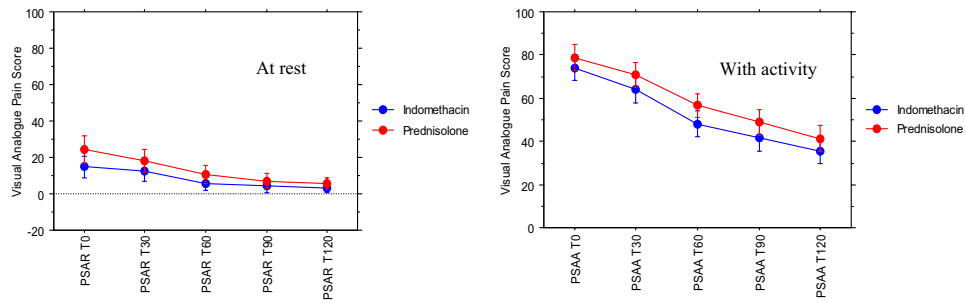 Visual Analogue Pain Score
100
80
60
40
20
0
-20
At rest
PSAR T0
PSAR T30
PSAR T60
PSAR T90
PSAR T120
Indomethacin
Prednisolone
Visual Analogue Pain Score
100
80
60
40
20
0
With activity
PSAA T0
PSAA T30
PSAA T60
PSAA T90
PSAA T120
Indomethacin
Prednisolone